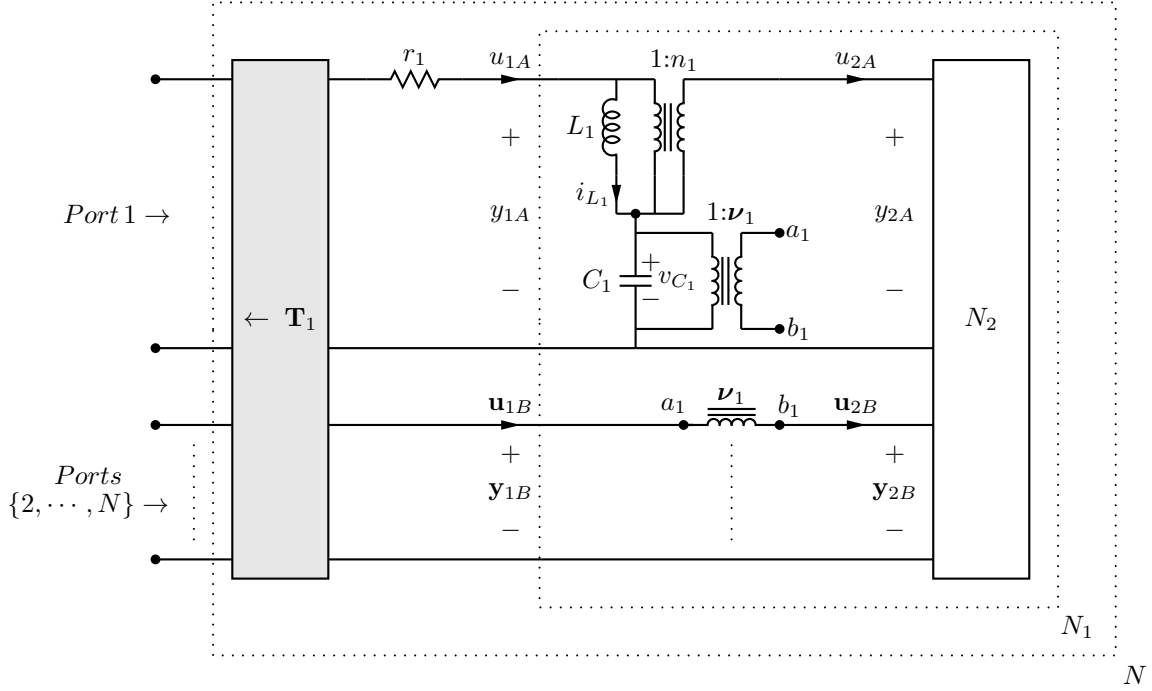 r₁
u₁A
1:n₁
u₂A
L₁
+
+
i_L₁
Port 1 →
y₁A
1:ν₁
y₂A
a₁
C₁
+
v_C₁
−
−
−
← T₁
b₁
N₂
u₁B
a₁
ν₁
b₁
u₂B
+
+
Ports
{2, ⋯ , N} →
y₁B
y₂B
−
−
N₁
N